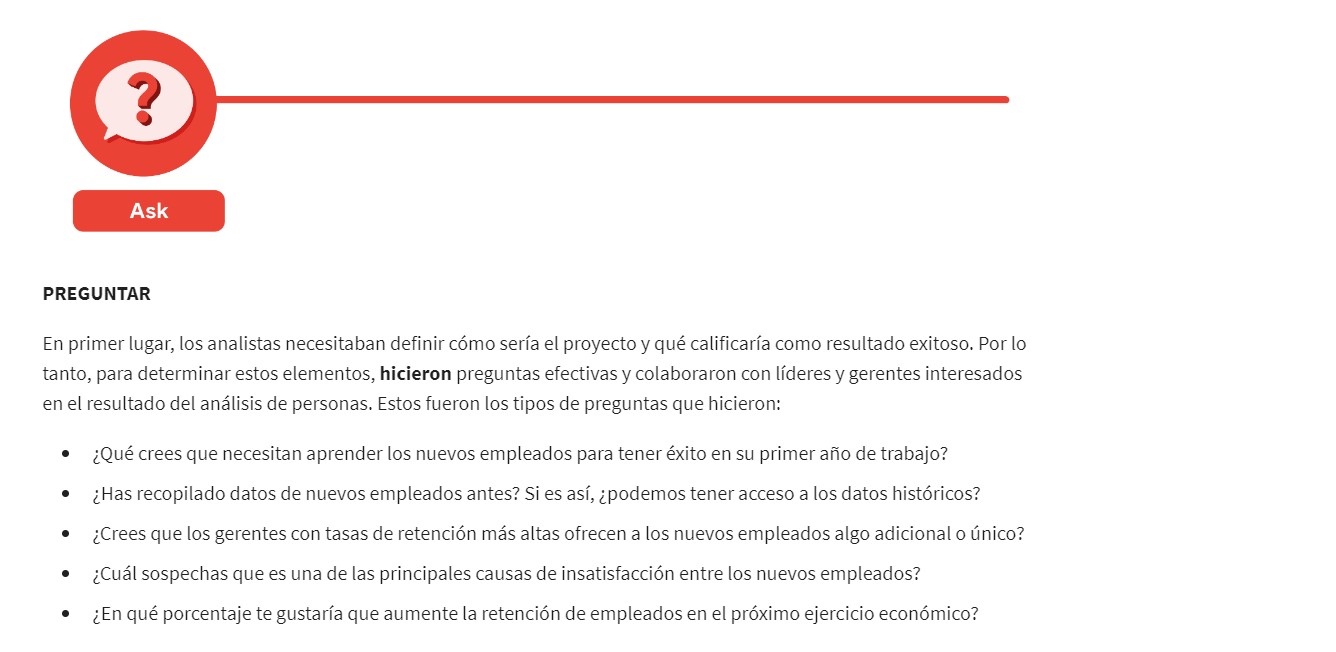 ?
Ask
PREGUNTAR
En primer lugar, los analistas necesitaban definir cómo sería el proyecto y qué calificaría como resultado exitoso. Por lo
tanto, para determinar estos elementos, hicieron preguntas efectivas y colaboraron con líderes y gerentes interesados
en el resultado del análisis de personas. Estos fueron los tipos de preguntas que hicieron:
• ¿Qué crees que necesitan aprender los nuevos empleados para tener éxito en su primer año de trabajo?
• ¿Has recopilado datos de nuevos empleados antes? Si es así, ¿podemos tener acceso a los datos históricos?
• ¿Crees que los gerentes con tasas de retención más altas ofrecen a los nuevos empleados algo adicional o único?
• ¿Cuál sospechas que es una de las principales causas de insatisfacción entre los nuevos empleados?
• ¿En qué porcentaje te gustaría que aumente la retención de empleados en el próximo ejercicio económico?